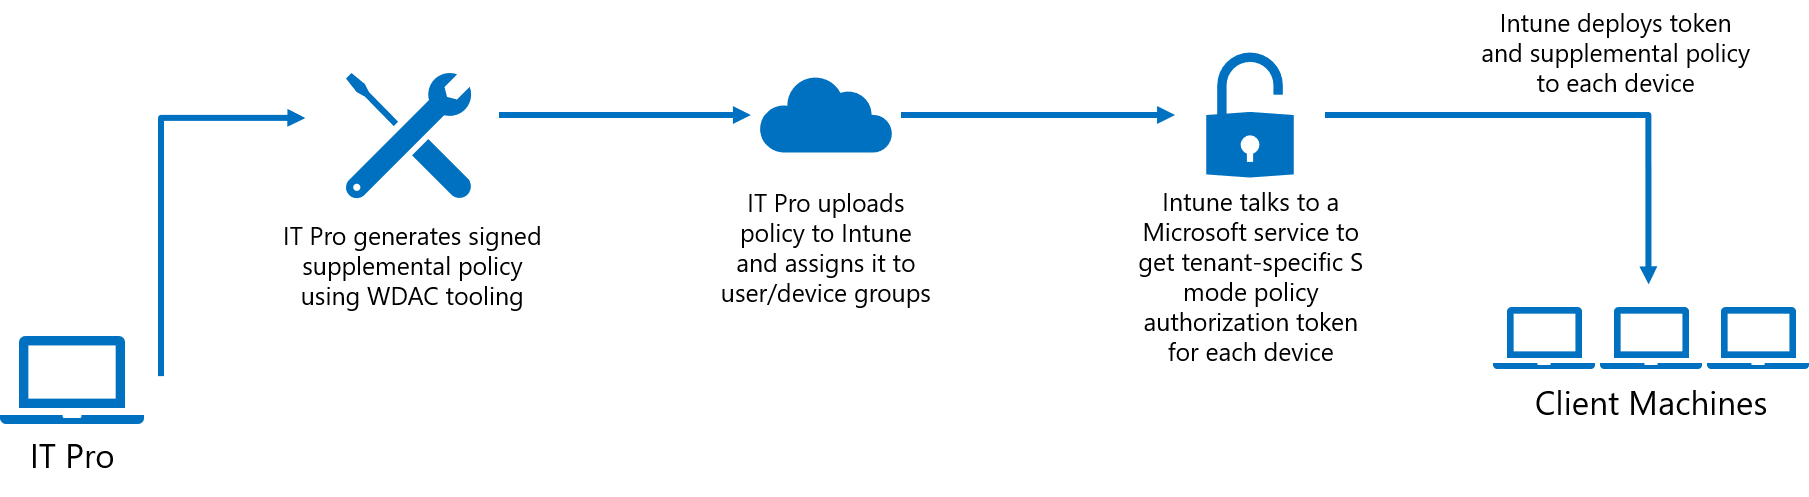 IT Pro
IT Pro generates signed
supplemental policy
using WDAC tooling
IT Pro uploads
policy to Intune
and assigns it to
user/device groups
Intune talks to a
Microsoft service to
get tenant-specific S
mode policy
authorization token
for each device
Intune deploys token
and supplemental policy
to each device
Client Machines